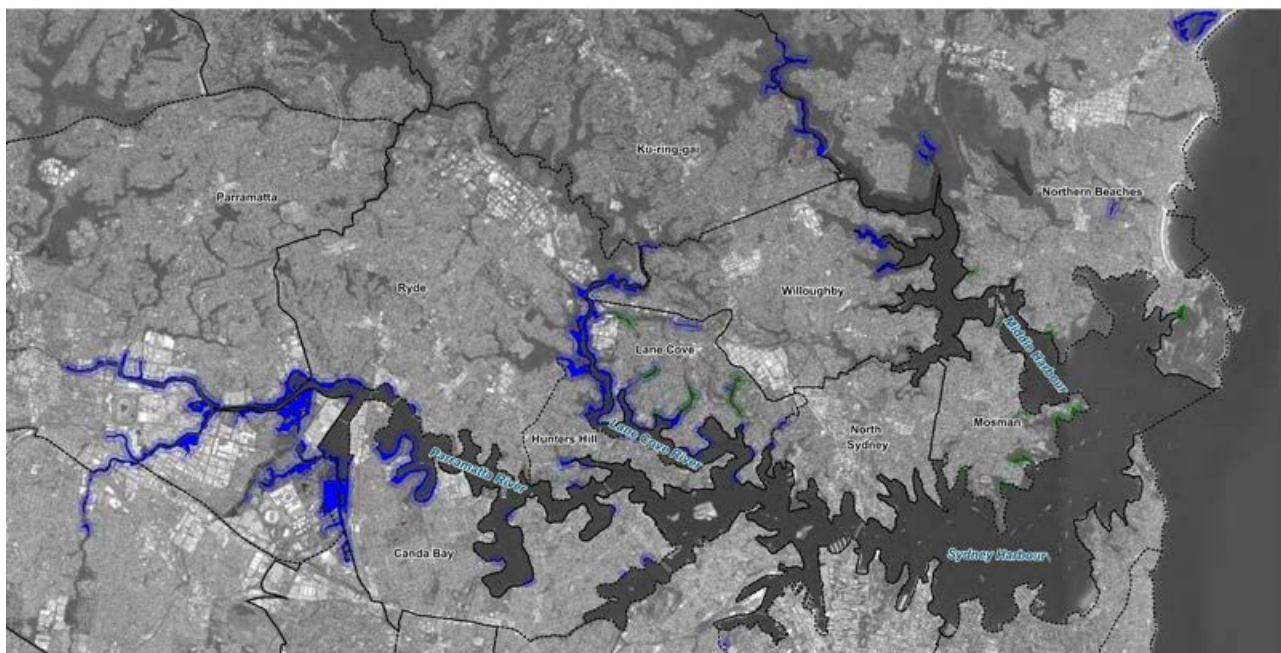 Ku-ring-gai
Parramatta
Northern Beaches
Ryde
Willoughby
Middle Harbour
Lane Cove
Mosman
North
Sydney
Hunters Hill
Lane Cove River
Parramatta River
Canda Bay
Sydney Harbour